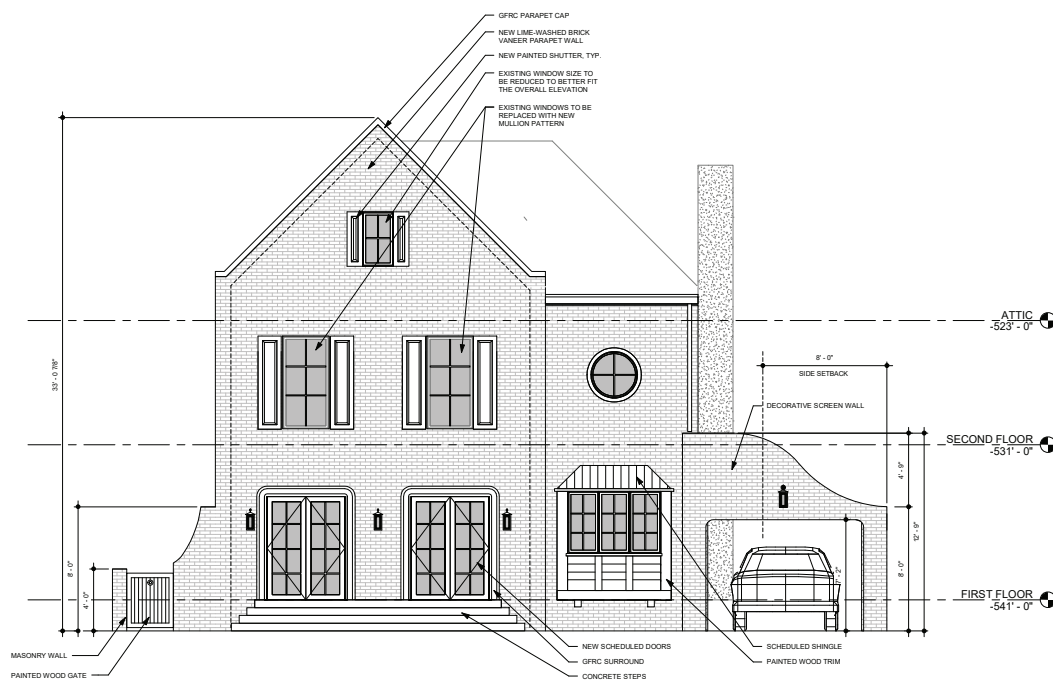 GFRC PARAPET CAP
NEW LIME-WASHED BRICK
VANEER PARAPET WALL
NEW PAINTED SHUTTER, TYP.
EXISTING WINDOW SIZE TO
BE REDUCED TO BETTER FIT
THE OVERALL ELEVATION
EXISTING WINDOWS TO BE
REPLACED WITH NEW
MULLION PATTERN
33' - 0 7/8"
ATTIC
-523' - 0"
8' - 0"
SIDE SETBACK
DECORATIVE SCREEN WALL
SECOND FLOOR
-531' - 0"
4' - 9"
12' - 9"
8' - 0"
8' - 0"
4' - 0"
FIRST FLOOR
-541' - 0"
MASONRY WALL
PAINTED WOOD GATE
NEW SCHEDULED DOORS
GFRC SURROUND
CONCRETE STEPS
SCHEDULED SHINGLE
PAINTED WOOD TRIM